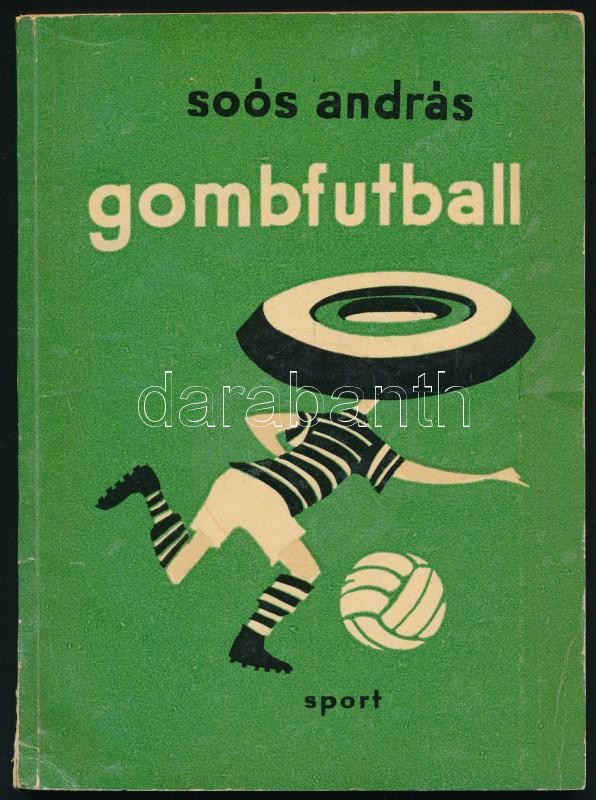 soós andrás
gombfutball
darabanth
sport